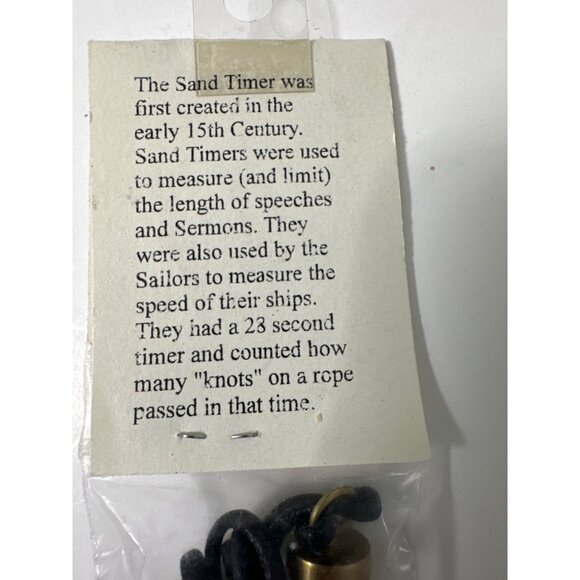 The Sand Timer was
first created in the
early 15th Century.
Sand Timers were used
to measure (and limit)
the length of speeches
and Sermons. They
were also used by the
Sailors to measure the
speed of their ships.
They had a 28 second
timer and counted how
many "knots" on a rope
passed in that time.